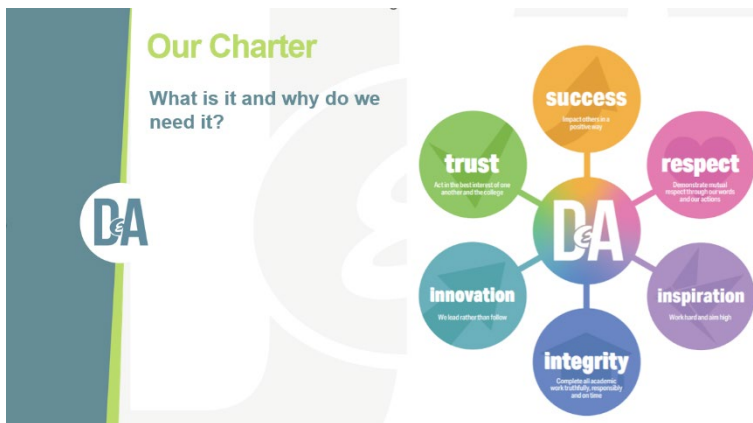 Our Charter
What is it and why do we
need it?
D&A
success
Impact others in a
positive way
trust
Act in the best interest of one
another and the college
respect
Demonstrate mutual
respect through our words
and our actions
D&A
innovation
We lead rather than follow
inspiration
Work hard and aim high
integrity
Complete all academic
work truthfully, responsibly
and on time